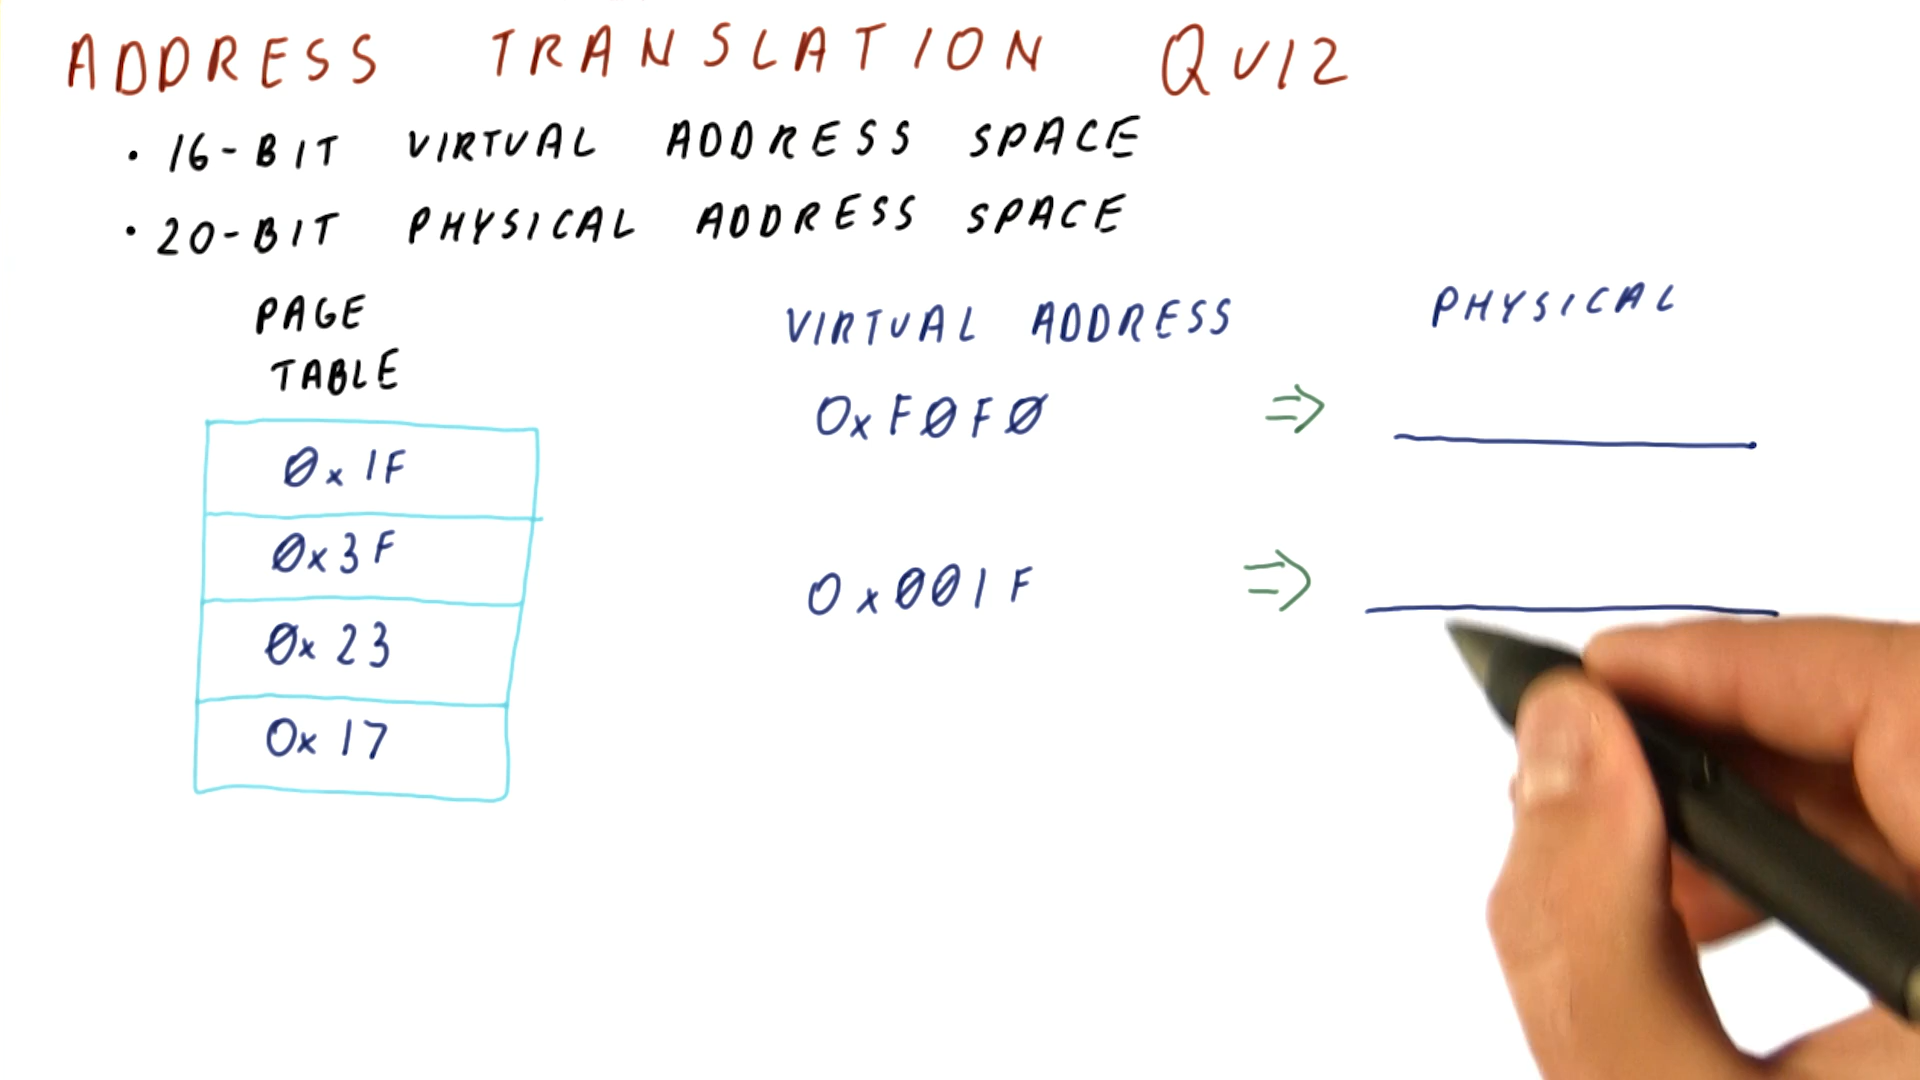 ADDRESS TRANSLATION QUIZ
• 16-BIT VIRTUAL ADDRESS SPACE
• 20-BIT PHYSICAL ADDRESS SPACE
PAGE
TABLE
0x1F
0x3F
0x23
0x17
VIRTUAL ADDRESS PHYSICAL
0xF0F0 ⇒
0x001F ⇒